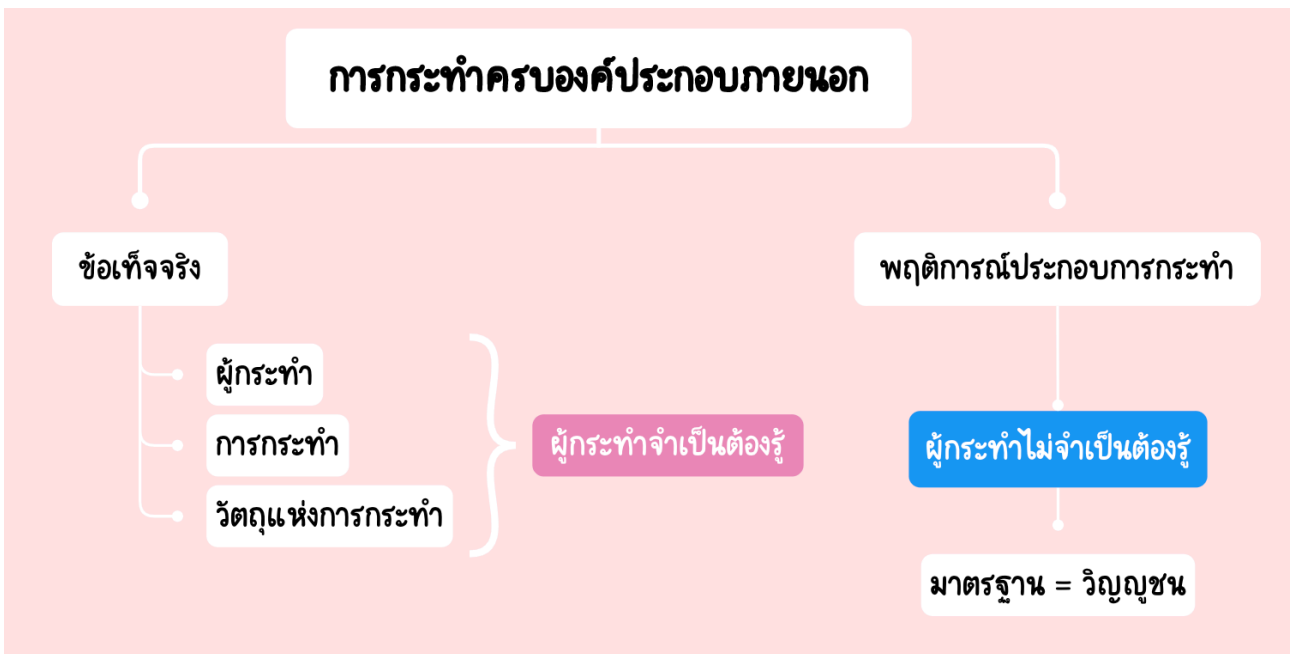 การกระทำครบองค์ประกอบภายนอก
ข้อเท็จจริง
ผู้กระทำ
การกระทำ
วัตถุแห่งการกระทำ
ผู้กระทำจำเป็นต้องรู้
พฤติการณ์ประกอบการกระทำ
ผู้กระทำไม่จำเป็นต้องรู้
มาตรฐาน = วิญญูชน